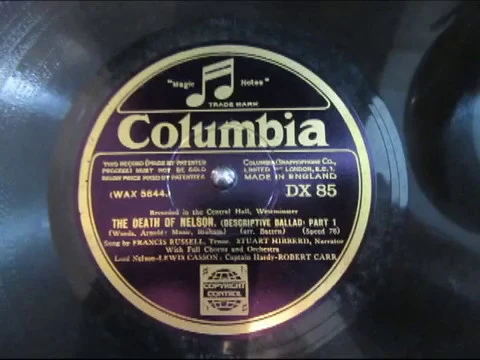 "Magic Notes"
TRADE MARK
Columbia
THIS RECORD (MADE BY PATENTED
PROCESS) MUST NOT BE SOLD
BELOW PRICE FIXED BY PATENTEES
COLUMBIA GRAPHOPHONE CO.,
LIMITED LONDON, E.C.1.
MADE IN ENGLAND
(WAX 5644)
DX 85
Recorded in the Central Hall, Westminster
THE DEATH OF NELSON. (DESCRIPTIVE BALLAD) PART 1
(Words, Arnold: Music, Braham) (arr. Batten) (Speed 78)
Sung by FRANCIS RUSSELL, Tenor. STUART HIBBERD, Narrator
With Full Chorus and Orchestra
Lord Nelson-LEWIS CASSON: Captain Hardy-ROBERT CARR
COPYRIGHT
CONTROL